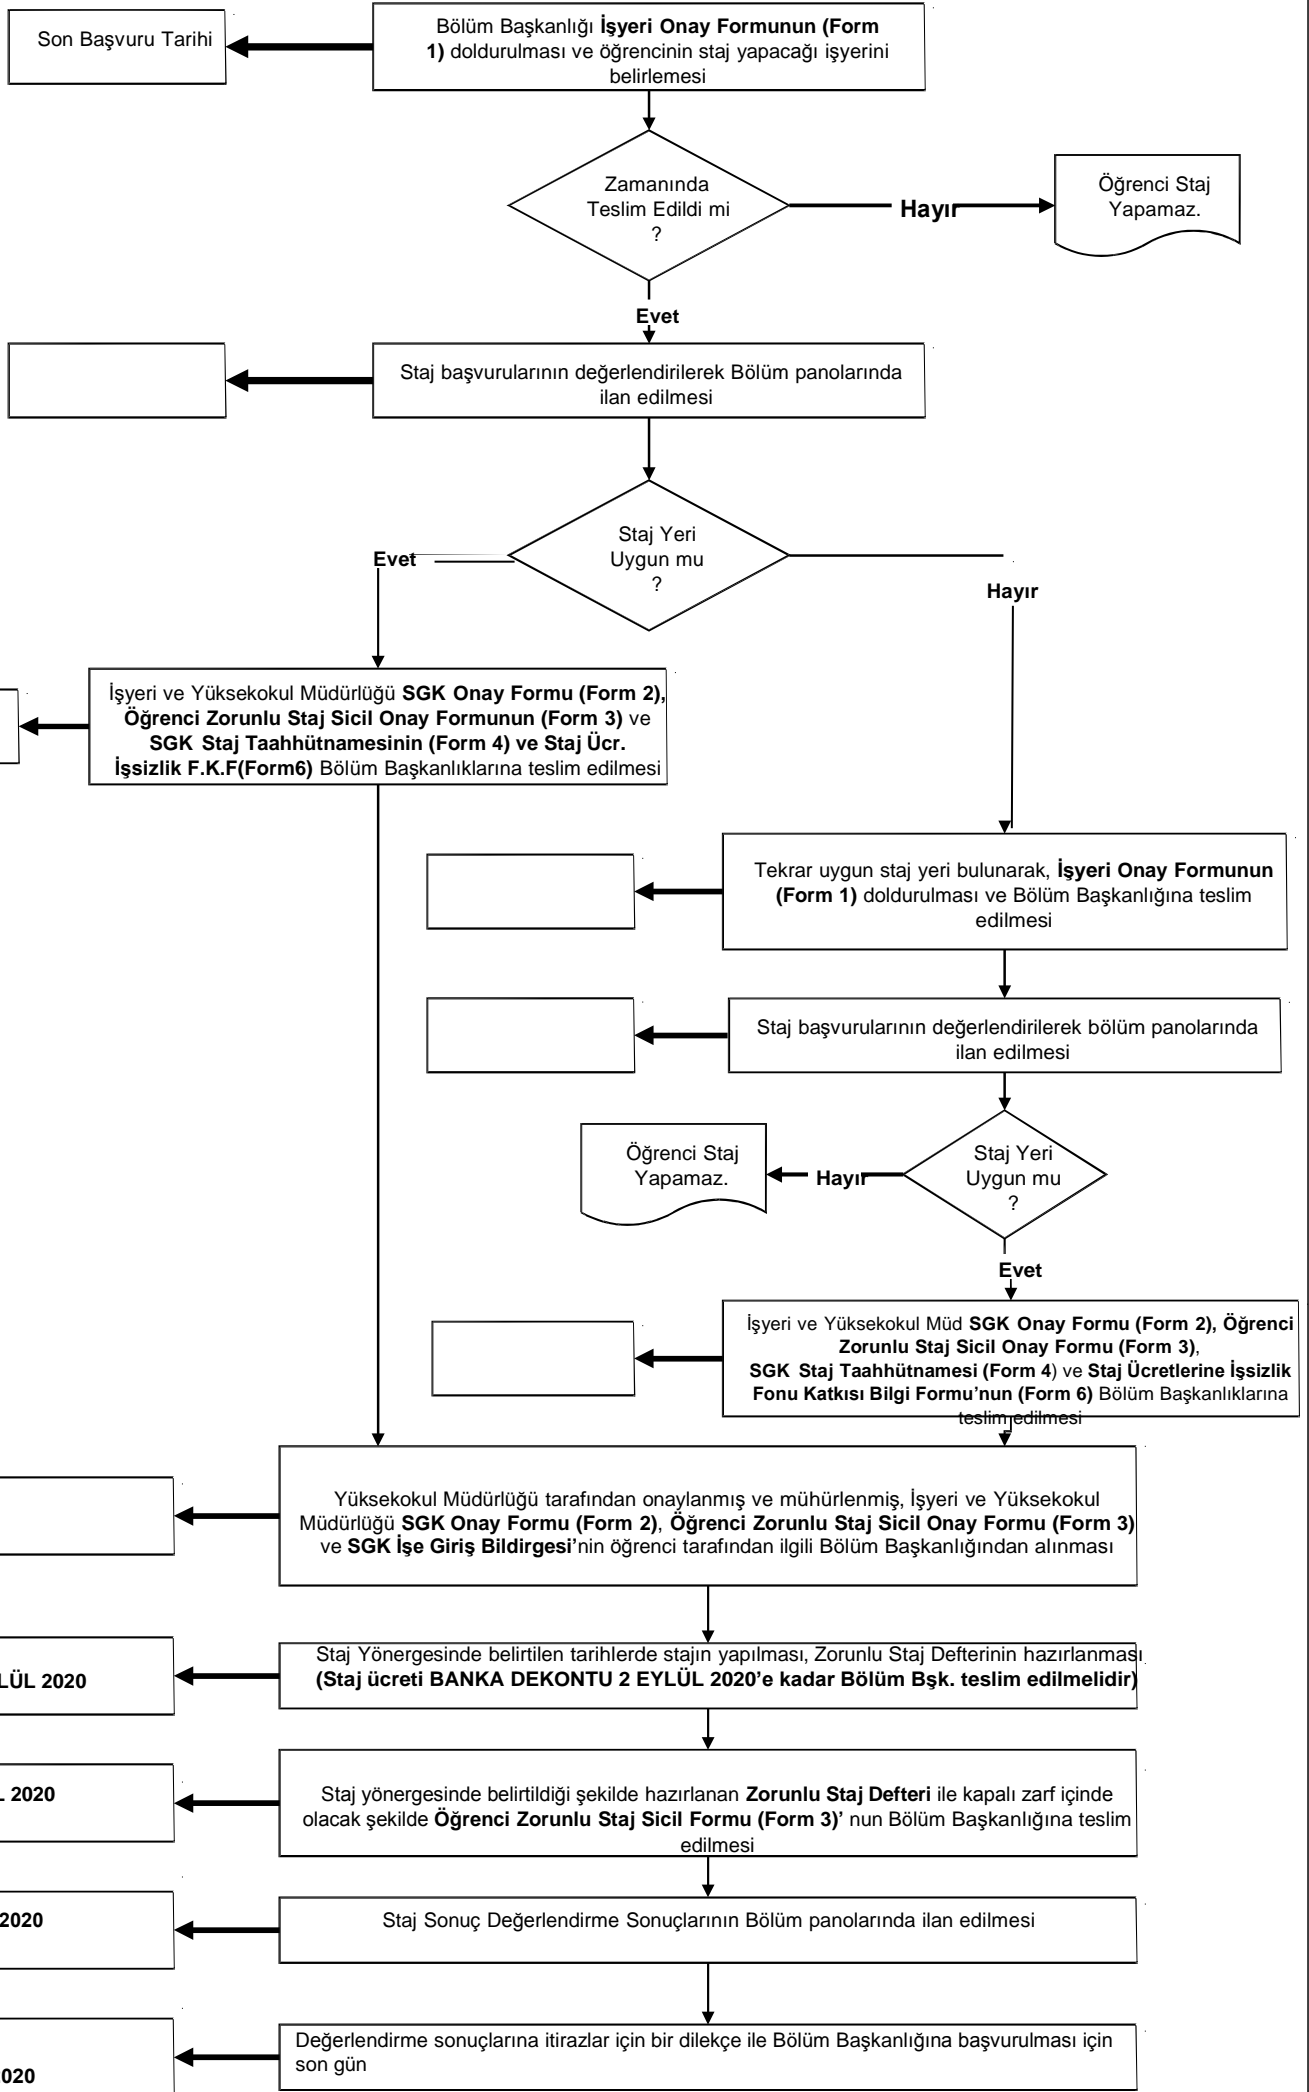 Son Başvuru Tarihi
Bölüm Başkanlığı İşyeri Onay Formunun (Form
1) doldurulması ve öğrencinin staj yapacağı işyerini
belirlemesi
Zamanında
Teslim Edildi mi
?
Hayır
Öğrenci Staj
Yapamaz.
Evet
Staj başvurularının değerlendirilerek Bölüm panolarında
ilan edilmesi
Staj Yeri
Uygun mu
?
Evet
Hayır
İşyeri ve Yüksekokul Müdürlüğü SGK Onay Formu (Form 2),
Öğrenci Zorunlu Staj Sicil Onay Formunun (Form 3) ve
SGK Staj Taahhütnamesinin (Form 4) ve Staj Ücr.
İşsizlik F.K.F(Form6) Bölüm Başkanlıklarına teslim edilmesi
Tekrar uygun staj yeri bulunarak, İşyeri Onay Formunun
(Form 1) doldurulması ve Bölüm Başkanlığına teslim
edilmesi
Staj başvurularının değerlendirilerek bölüm panolarında
ilan edilmesi
Staj Yeri
Uygun mu
?
Hayır
Öğrenci Staj
Yapamaz.
Evet
İşyeri ve Yüksekokul Müd SGK Onay Formu (Form 2), Öğrenci
Zorunlu Staj Sicil Onay Formu (Form 3),
SGK Staj Taahhütnamesi (Form 4) ve Staj Ücretlerine İşsizlik
Fonu Katkısı Bilgi Formu’nun (Form 6) Bölüm Başkanlıklarına
teslim edilmesi
Yüksekokul Müdürlüğü tarafından onaylanmış ve mühürlenmiş, İşyeri ve Yüksekokul
Müdürlüğü SGK Onay Formu (Form 2), Öğrenci Zorunlu Staj Sicil Onay Formu (Form 3)
ve SGK İşe Giriş Bildirgesi’nin öğrenci tarafından ilgili Bölüm Başkanlığından alınması
LÜL 2020
Staj Yönergesinde belirtilen tarihlerde stajın yapılması, Zorunlu Staj Defterinin hazırlanması
(Staj ücreti BANKA DEKONTU 2 EYLÜL 2020’e kadar Bölüm Bşk. teslim edilmelidir)
L 2020
Staj yönergesinde belirtildiği şekilde hazırlanan Zorunlu Staj Defteri ile kapalı zarf içinde
olacak şekilde Öğrenci Zorunlu Staj Sicil Formu (Form 3)’ nun Bölüm Başkanlığına teslim
edilmesi
2020
Staj Sonuç Değerlendirme Sonuçlarının Bölüm panolarında ilan edilmesi
020
Değerlendirme sonuçlarına itirazlar için bir dilekçe ile Bölüm Başkanlığına başvurulması için
son gün